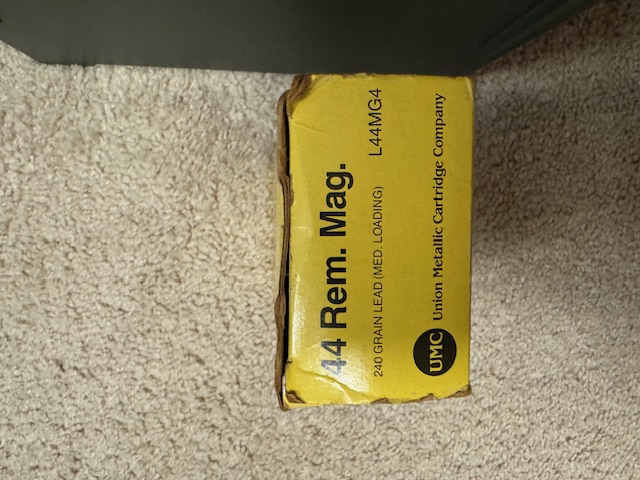 44 Rem. Mag.
240 GRAIN LEAD (MED. LOADING) L44MG4
UMC Union Metallic Cartridge Company